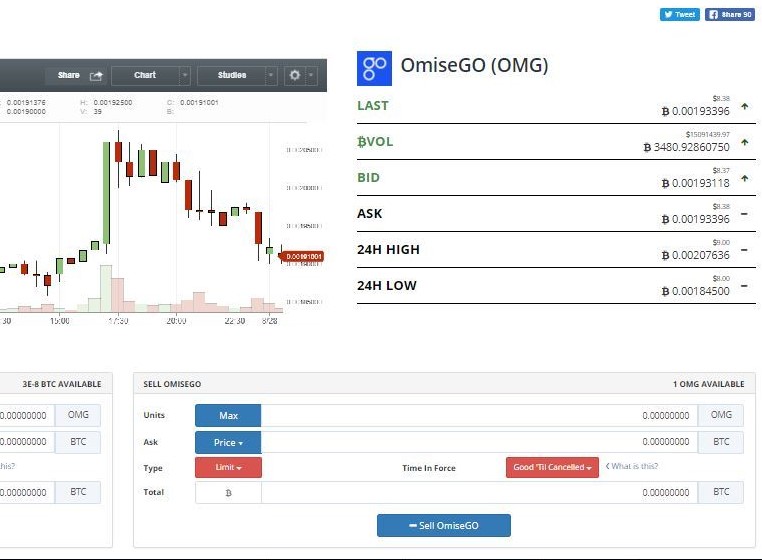 Tweet Share 90
OmiseGO (OMG)
Share Chart Studies
0.00191376 H: 0.00192500 C: 0.00191001
0.00190000 V: 39 B:
0.00191001
:30 15:00 17:30 20:00 22:30 8/28
$8.38
LAST ₿ 0.00193396
$15091439.97
₿VOL ₿ 3480.92860750
$8.37
BID ₿ 0.00193118
$8.38
ASK ₿ 0.00193396
$9.00
24H HIGH ₿ 0.00207636
$8.00
24H LOW ₿ 0.00184500
3E-8 BTC AVAILABLE
0.00000000 OMG
0.00000000 BTC
his?
0.00000000 BTC
SELL OMISEGO 1 OMG AVAILABLE
Units Max 0.00000000 OMG
Ask Price 0.00000000 BTC
Type Limit Time In Force Good 'Til Cancelled What is this?
Total ₿ 0.00000000 BTC
Sell OmiseGO